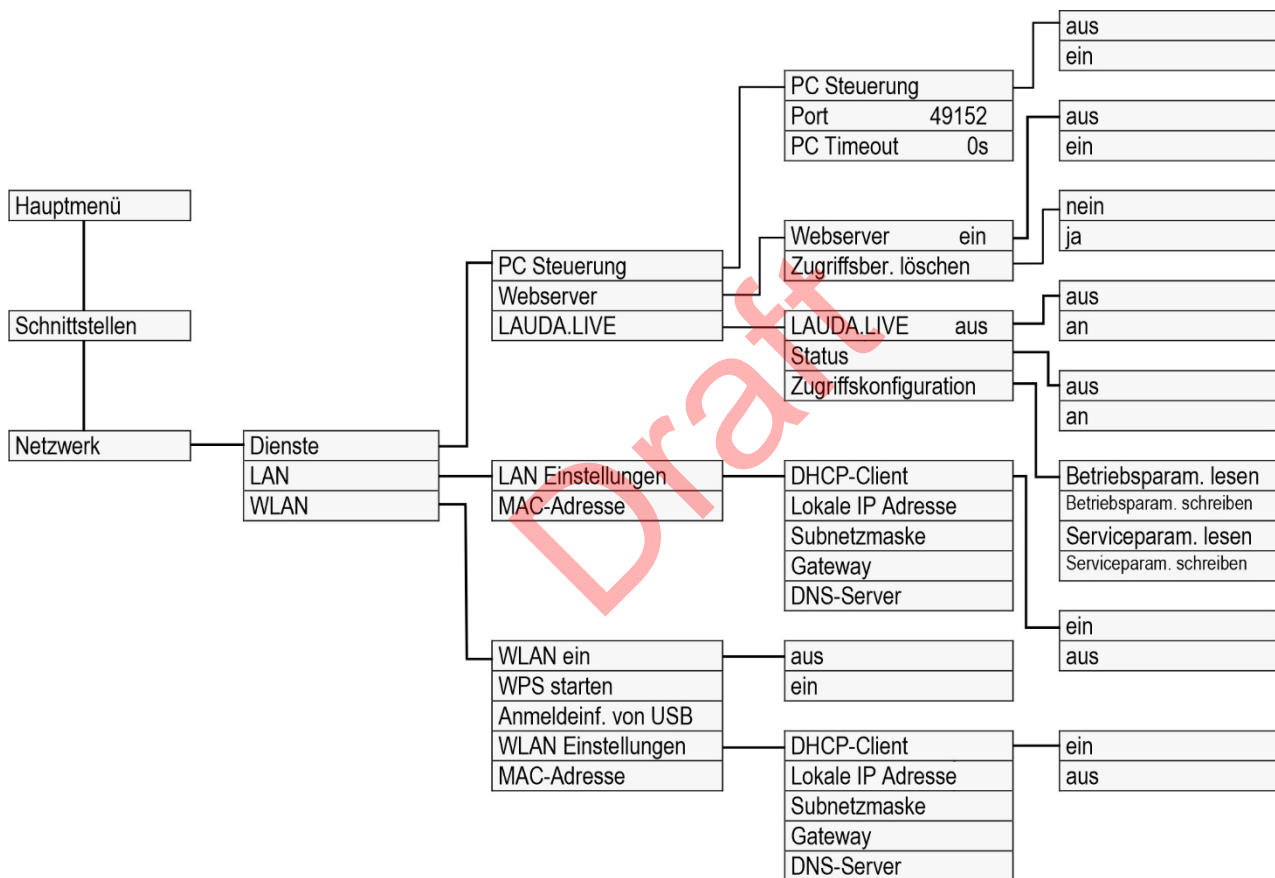 Hauptmenü
Schnittstellen
Netzwerk
Dienste
LAN
WLAN
PC Steuerung
Webserver
LAUDA.LIVE
LAN Einstellungen
MAC-Adresse
WLAN ein
WPS starten
Anmeldeinf. von USB
WLAN Einstellungen
MAC-Adresse
PC Steuerung
Port 49152
PC Timeout 0s
Webserver ein
Zugriffsber. löschen
LAUDA.LIVE aus
Status
Zugriffskonfiguration
DHCP-Client
Lokale IP Adresse
Subnetzmaske
Gateway
DNS-Server
aus
ein
DHCP-Client
Lokale IP Adresse
Subnetzmaske
Gateway
DNS-Server
aus
ein
aus
ein
nein
ja
aus
an
aus
an
Betriebsparam. lesen
Betriebsparam. schreiben
Serviceparam. lesen
Serviceparam. schreiben
ein
aus
ein
aus
Draft